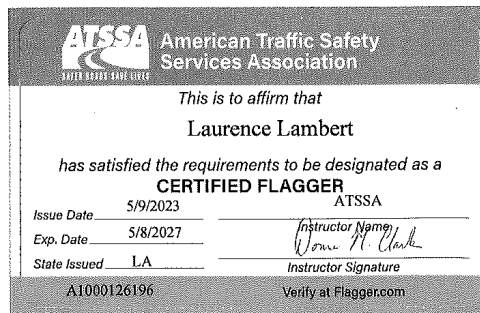 ATSSA
SAFER ROADS SAVE LIVES
American Traffic Safety
Services Association
This is to affirm that
Laurence Lambert
has satisfied the requirements to be designated as a
CERTIFIED FLAGGER
Issue Date 5/9/2023
ATSSA
Instructor Name
Exp. Date 5/8/2027
Donna M. Clark
State Issued LA
Instructor Signature
A1000126196
Verify at Flagger.com